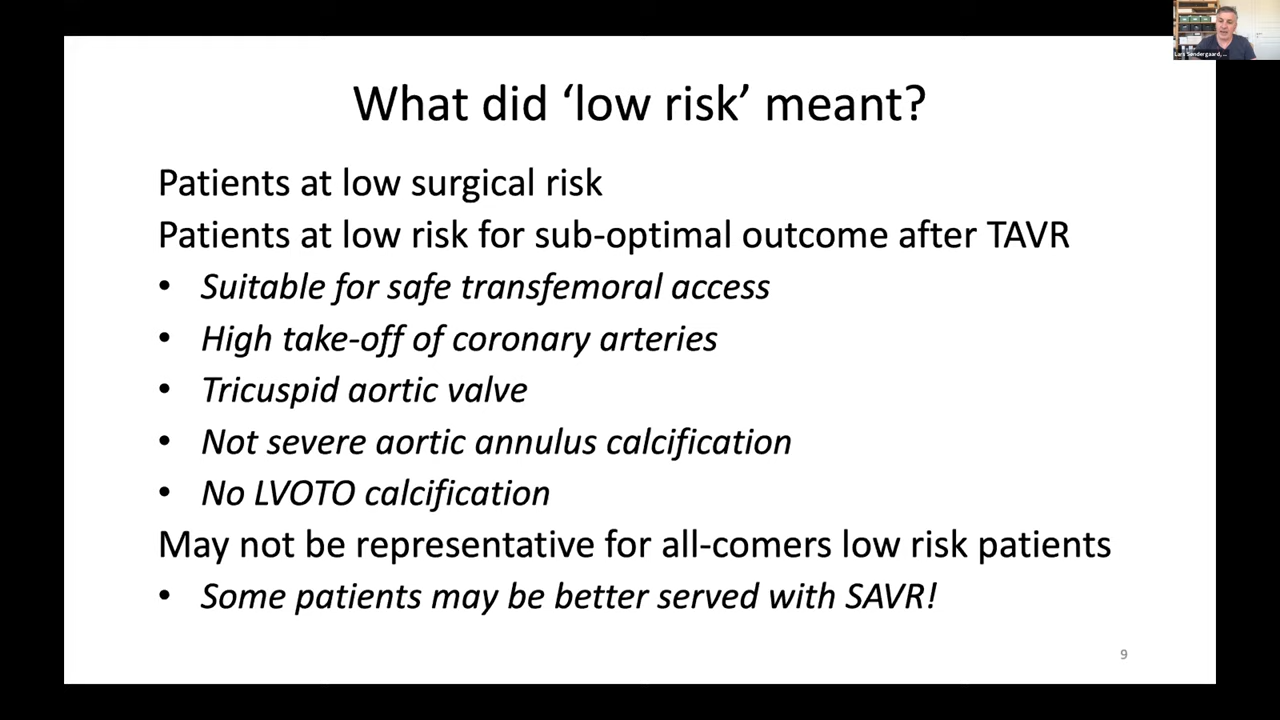 Lars Søndergaard, ...
What did ‘low risk’ meant?
Patients at low surgical risk
Patients at low risk for sub-optimal outcome after TAVR
• Suitable for safe transfemoral access
• High take-off of coronary arteries
• Tricuspid aortic valve
• Not severe aortic annulus calcification
• No LVOTO calcification
May not be representative for all-comers low risk patients
• Some patients may be better served with SAVR!
9